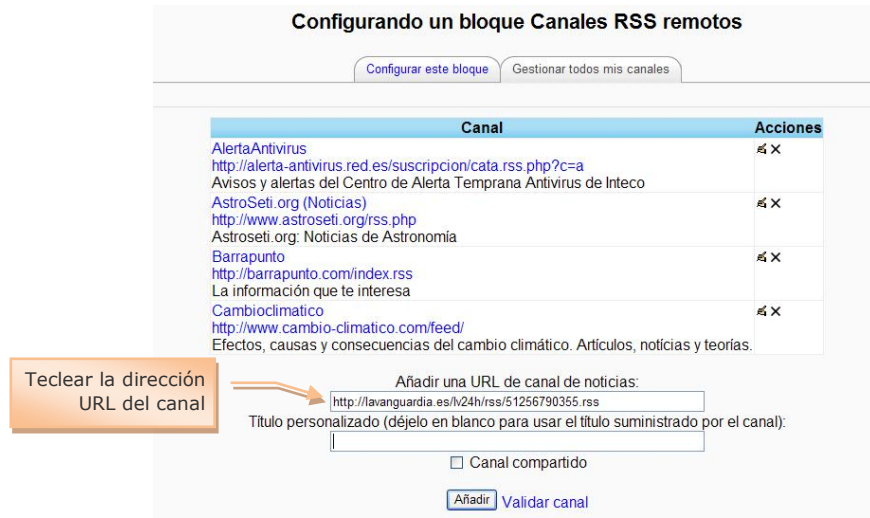 Configurando un bloque Canales RSS remotos
Configurar este bloque
Gestionar todos mis canales
Canal
Acciones
AlertaAntivirus
http://alerta-antivirus.red.es/suscripcion/cata.rss.php?c=a
Avisos y alertas del Centro de Alerta Temprana Antivirus de Inteco
AstroSeti.org (Noticias)
http://www.astroseti.org/rss.php
Astroseti.org: Noticias de Astronomía
Barrapunto
http://barrapunto.com/index.rss
La información que te interesa
Cambioclimatico
http://www.cambio-climatico.com/feed/
Efectos, causas y consecuencias del cambio climático. Artículos, notícias y teorías.
Teclear la dirección
URL del canal
Añadir una URL de canal de noticias:
http://lavanguardia.es/lv24h/rss/51256790355.rss
Título personalizado (déjelo en blanco para usar el título suministrado por el canal):
Canal compartido
Añadir
Validar canal